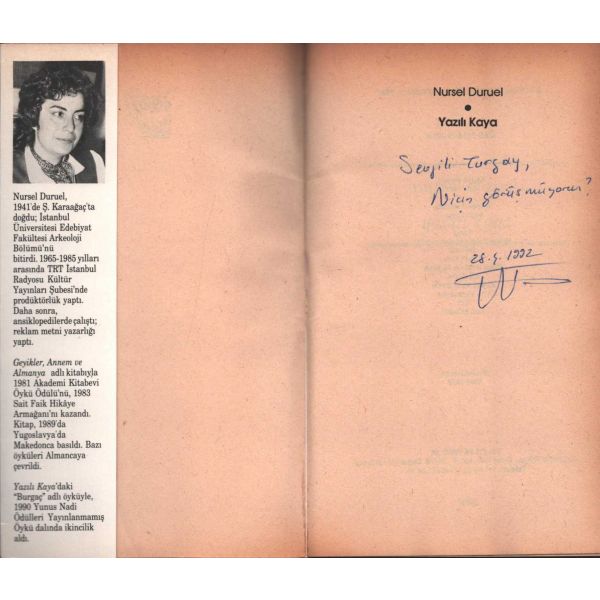 Nursel Duruel,
1941'de Ş. Karaağaç'ta
doğdu; İstanbul
Üniversitesi Edebiyat
Fakültesi Arkeoloji
Bölümü'nü
bitirdi. 1965-1985 yılları
arasında TRT İstanbul
Radyosu Kültür
Yayınları Şubesi'nde
prodüktörlük yaptı.
Daha sonra,
ansiklopedilerde çalıştı;
reklam metni yazarlığı
yaptı.
Geyikler, Annem ve
Almanya adlı kitabıyla
1981 Akademi Kitabevi
Öykü Ödülü'nü, 1983
Sait Faik Hikâye
Armağanı'nı kazandı.
Kitap, 1989'da
Yugoslavya'da
Makedonca basıldı. Bazı
öyküleri Almancaya
çevrildi.
Yazılı Kaya'daki
"Burgaç" adlı öyküyle,
1990 Yunus Nadi
Ödülleri Yayınlanmamış
Öykü dalında ikincilik
aldı.
Nursel Duruel
Yazılı Kaya
Sevgili Turgay,
Niçin görüşmüyoruz?